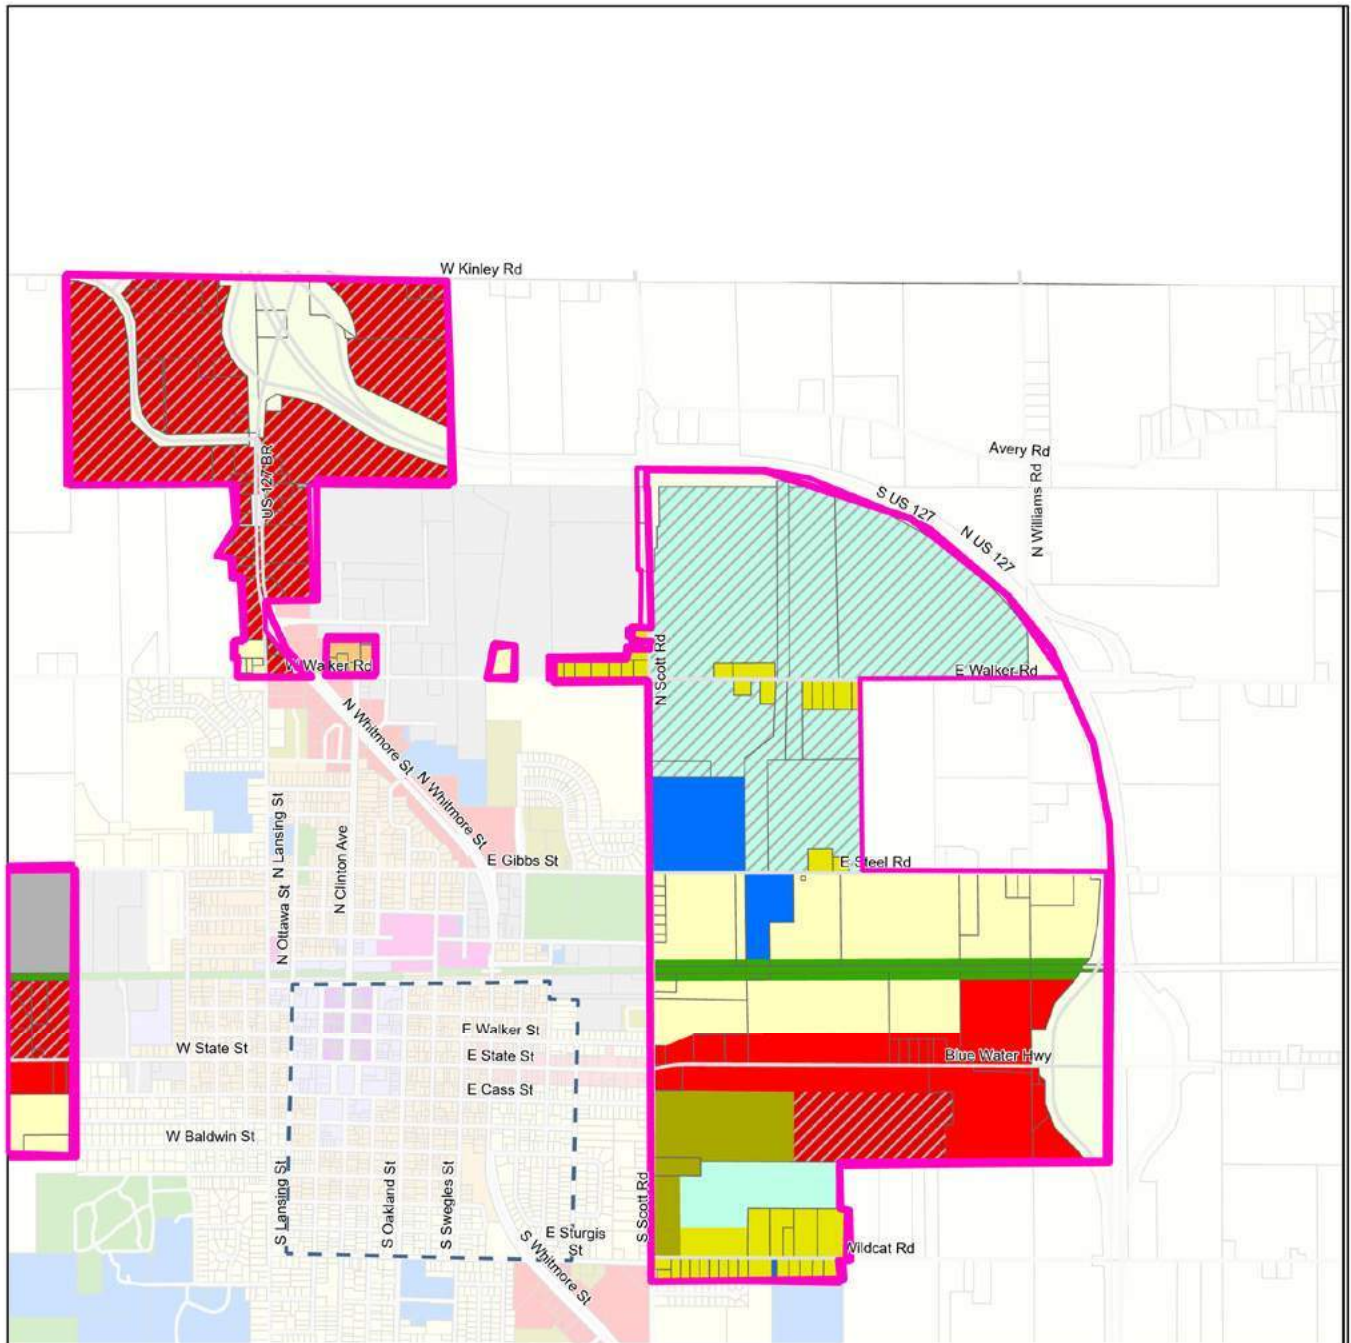 W Kinley Rd
Avery Rd
US 127 BR
S US 127
N US 127
N Williams Rd
N Scott Rd
W Walker Rd
E Walker Rd
N Whitmore St
N Whitmore St
N Lansing St
N Clinton Ave
E Gibbs St
E Steel Rd
N Ottawa St
E Walker St
W State St
E State St
Blue Water Hwy
E Cass St
W Baldwin St
S Lansing St
S Oakland St
S Swegles St
S Scott Rd
E Sturgis
St
S Whitmore St
Wildcat Rd